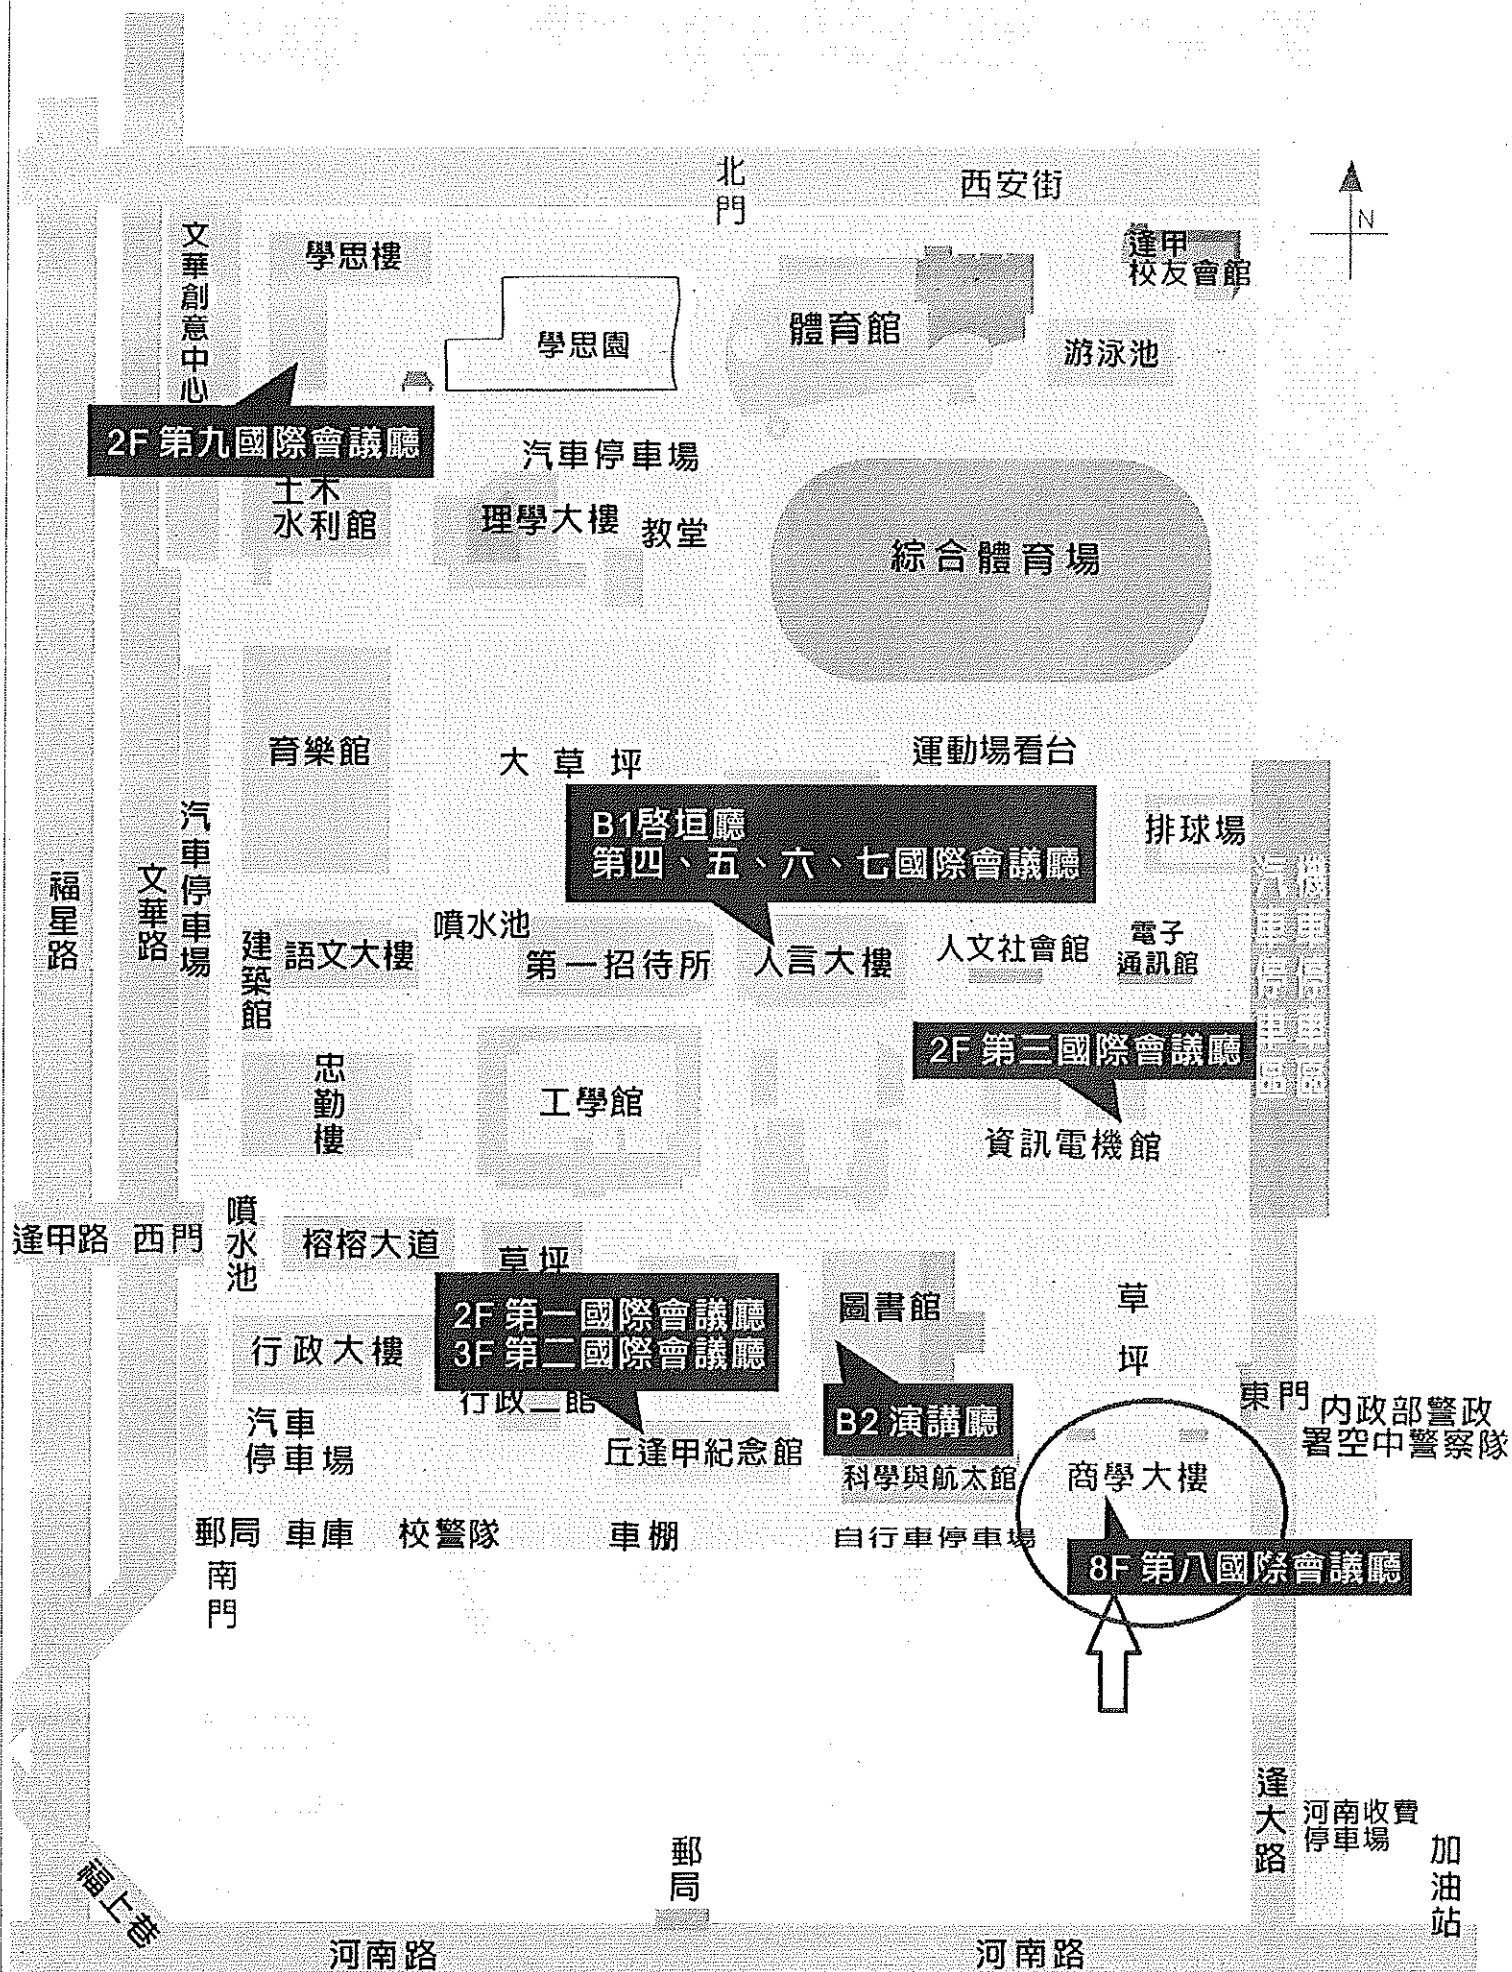 北門
西安街
N
文華創意中心
學思樓
逢甲
校友會館
學思園
體育館
游泳池
2F 第九國際會議廳
汽車停車場
土木
水利館
理學大樓
教堂
綜合體育場
育樂館
大草坪
運動場看台
B1啓垣廳
第四、五、六、七國際會議廳
排球場
汽車停車場
福星路
文華路
汽車停車區
機車停車區
建築館
語文大樓
噴水池
第一招待所
人言大樓
人文社會館
電子
通訊館
2F 第三國際會議廳
忠勤樓
工學館
資訊電機館
逢甲路
西門
噴水池
榕榕大道
草坪
2F 第一國際會議廳
3F 第二國際會議廳
圖書館
草坪
行政大樓
行政二館
B2 演講廳
東門
內政部警政
署空中警察隊
汽車
停車場
丘逢甲紀念館
科學與航太館
商學大樓
郵局
車庫
校警隊
車棚
自行車停車場
8F 第八國際會議廳
南門
逢大路
河南收費
停車場
加油站
郵局
福上巷
河南路
河南路